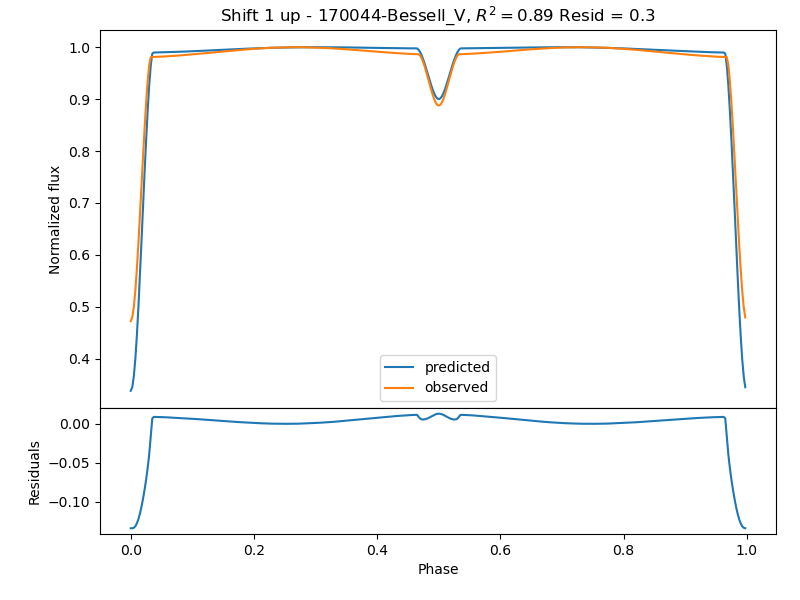 Shift 1 up - 170044-Bessell_V, R² = 0.89 Resid = 0.3
Normalized flux
1.0
0.9
0.8
0.7
0.6
0.5
0.4
predicted
observed
Residuals
0.00
−0.05
−0.10
0.0 0.2 0.4 0.6 0.8 1.0
Phase